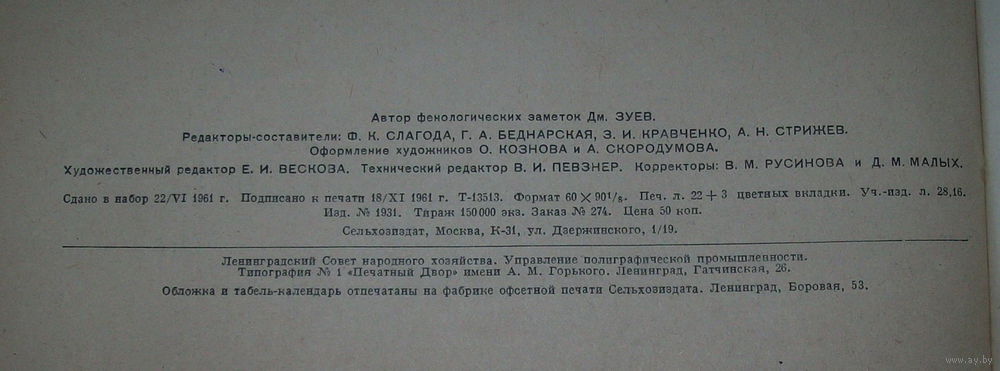 Автор фенологических заметок Дм. ЗУЕВ.
Редакторы-составители: Ф. К. СЛАГОДА, Г. А. БЕДНАРСКАЯ, З. И. КРАВЧЕНКО, А. Н. СТРИЖЕВ.
Оформление художников О. КОЗНОВА и А. СКОРОДУМОВА.
Художественный редактор Е. И. ВЕСКОВА. Технический редактор В. И. ПЕВЗНЕР. Корректоры: В. М. РУСИНОВА и Д. М. МАЛЫХ.
Сдано в набор 22/VI 1961 г. Подписано к печати 18/XI 1961 г. Т-13513. Формат 60 × 90 1/8. Печ. л. 22 + 3 цветных вкладки. Уч.-изд. л. 28,16.
Изд. № 1931. Тираж 150 000 экз. Заказ № 274. Цена 50 коп.
Сельхозиздат, Москва, К-31, ул. Дзержинского, 1/19.
Ленинградский Совет народного хозяйства. Управление полиграфической промышленности.
Типография № 1 «Печатный Двор» имени А. М. Горького. Ленинград, Гатчинская, 26.
Обложка и табель-календарь отпечатаны на фабрике офсетной печати Сельхозиздата. Ленинград, Боровая, 53.
www.ay.by